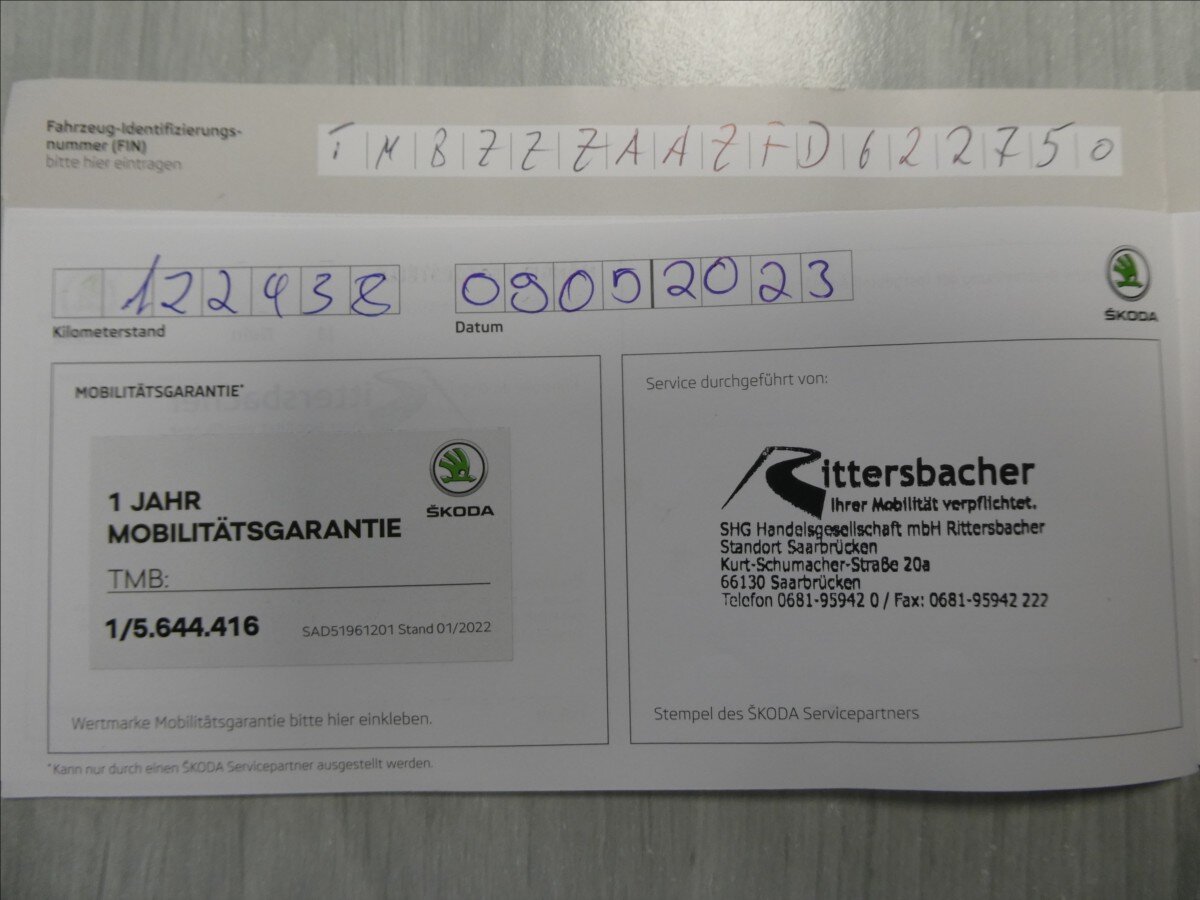 Fahrzeug-Identifizierungs-
nummer (FIN)
bitte hier eintragen
TMBZZZAAZFD622750
122438 09052023
Kilometerstand Datum
ŠKODA
MOBILITÄTSGARANTIE*
ŠKODA
1 JAHR
MOBILITÄTSGARANTIE
TMB:
1/5.644.416 SAD51961201 Stand 01/2022
Wertmarke Mobilitätsgarantie bitte hier einkleben.
*Kann nur durch einen ŠKODA Servicepartner ausgestellt werden.
Service durchgeführt von:
Rittersbacher
Ihrer Mobilität verpflichtet.
SHG Handelsgesellschaft mbH Rittersbacher
Standort Saarbrücken
Kurt-Schumacher-Straße 20a
66130 Saarbrücken
Telefon 0681-95942 0 / Fax: 0681-95942 222
Stempel des ŠKODA Servicepartners